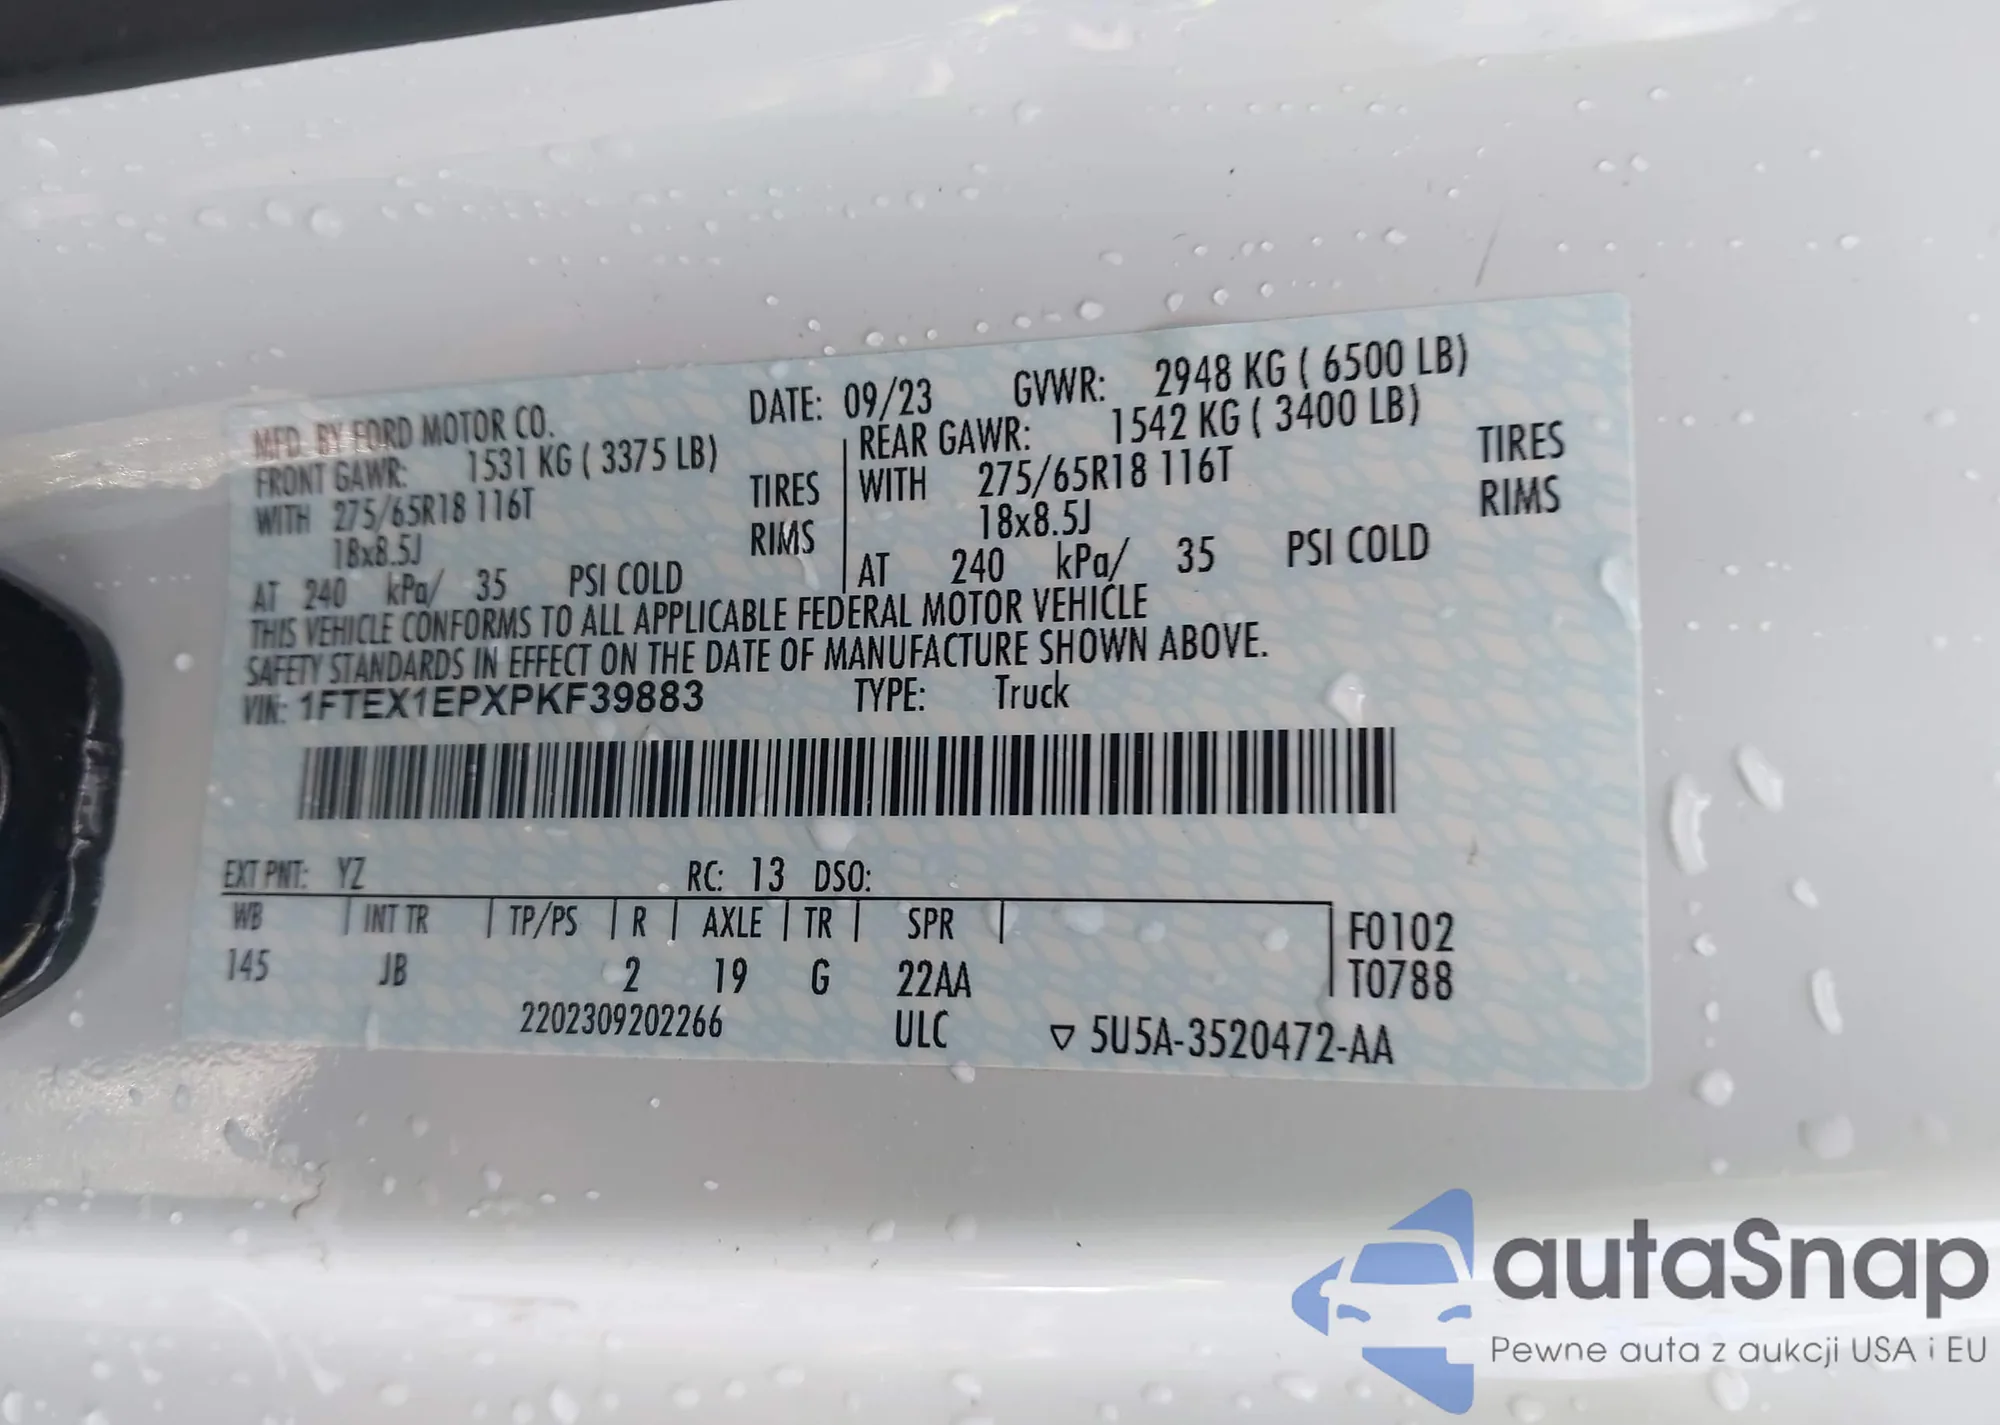 MFD. BY FORD MOTOR CO. DATE: 09/23 GVWR: 2948 KG ( 6500 LB)
FRONT GAWR: 1531 KG ( 3375 LB) REAR GAWR: 1542 KG ( 3400 LB)
WITH 275/65R18 116T TIRES WITH 275/65R18 116T TIRES
18x8.5J RIMS 18x8.5J RIMS
AT 240 kPa/ 35 PSI COLD AT 240 kPa/ 35 PSI COLD
THIS VEHICLE CONFORMS TO ALL APPLICABLE FEDERAL MOTOR VEHICLE
SAFETY STANDARDS IN EFFECT ON THE DATE OF MANUFACTURE SHOWN ABOVE.
VIN: 1FTEX1EPXPKF39883 TYPE: Truck
EXT PNT: YZ RC: 13 DSO:
WB INT TR TP/PS R AXLE TR SPR F0102
145 JB 2 19 G 22AA T0788
2202309202266 ULC ▽ 5U5A-3520472-AA
autaSnap
Pewne auta z aukcji USA i EU